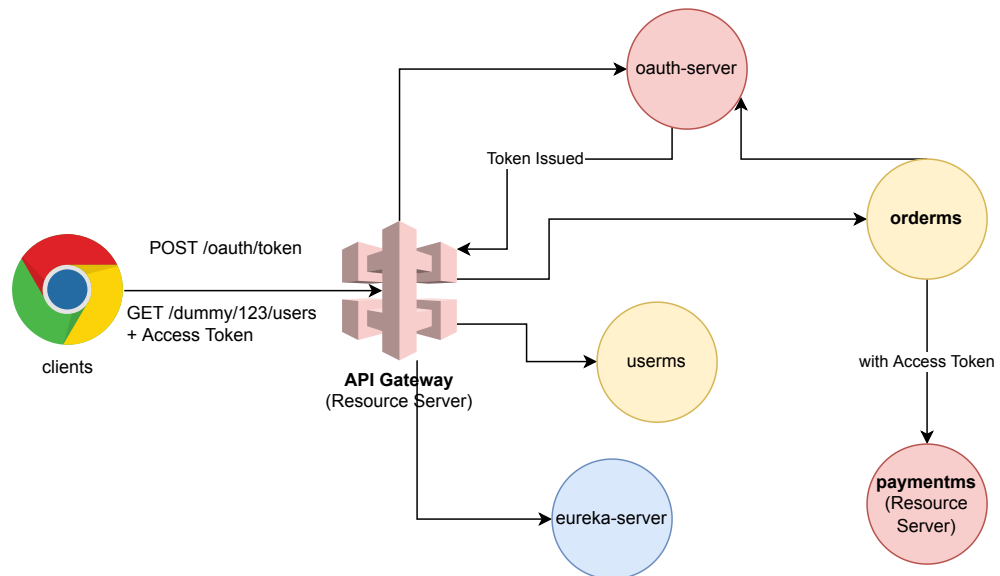 oauth-server
Token Issued
orderms
POST /oauth/token
GET /dummy/123/users
+ Access Token
clients
API Gateway
(Resource Server)
userms
with Access Token
eureka-server
paymentms
(Resource
Server)